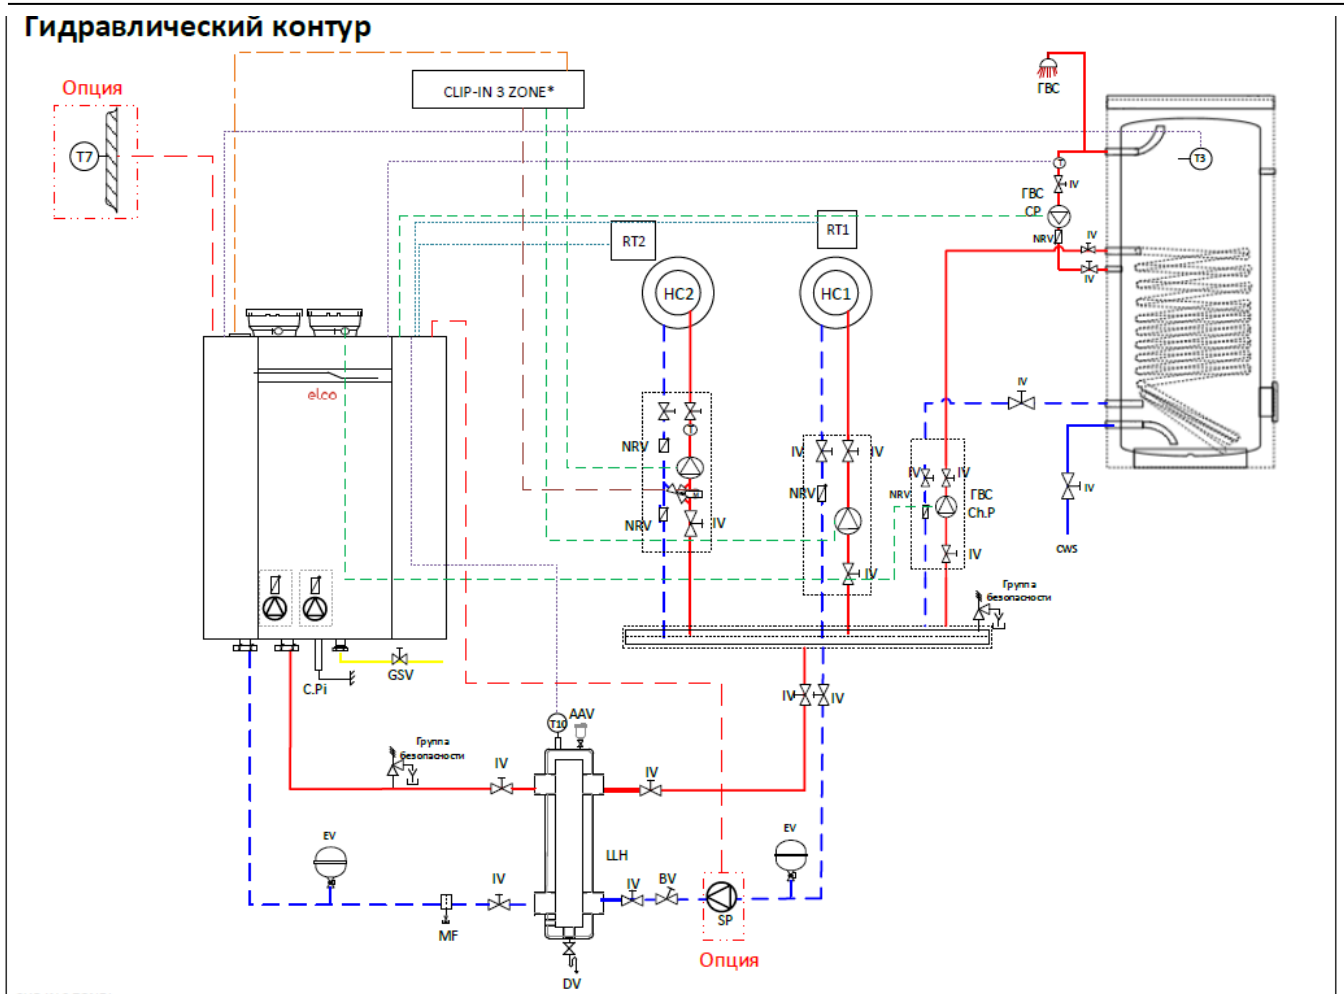 Гидравлический контур
Опция
T7
CLIP-IN 3 ZONE*
ГВС
T3
T
IV
ГВС
CP
NRV
IV
IV
RT2
RT1
HC2
HC1
elco
IV
T
NRV
M
NRV
IV
IV
IV
NRV
IV
IV
IV
NRV
ГВС
Ch.P
IV
IV
cws
Группа
безопасности
C.Pi
GSV
IV
IV
T10
AAV
Группа
безопасности
IV
IV
EV
EV
LLH
IV
IV
BV
MF
SP
DV
Опция